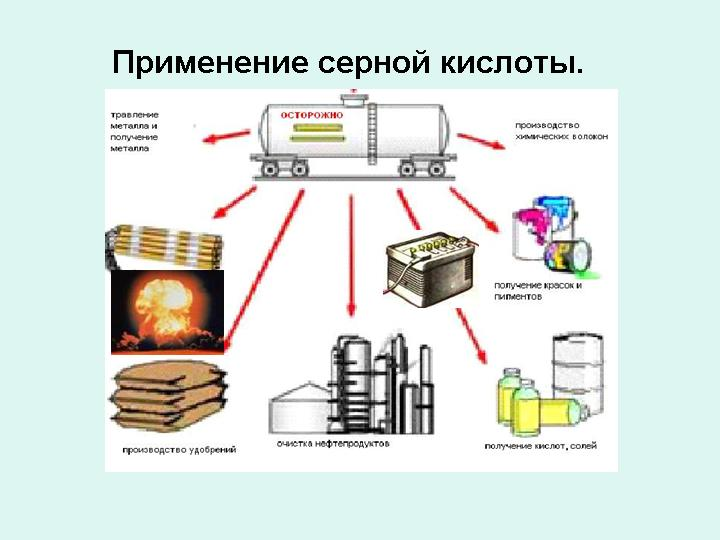 Применение серной кислоты.
травление
металла и
получение
металла
ОСТОРОЖНО
производство
химических волокон
получение красок и
пигментов
производство удобрений
очистка нефтепродуктов
получение кислот, солей